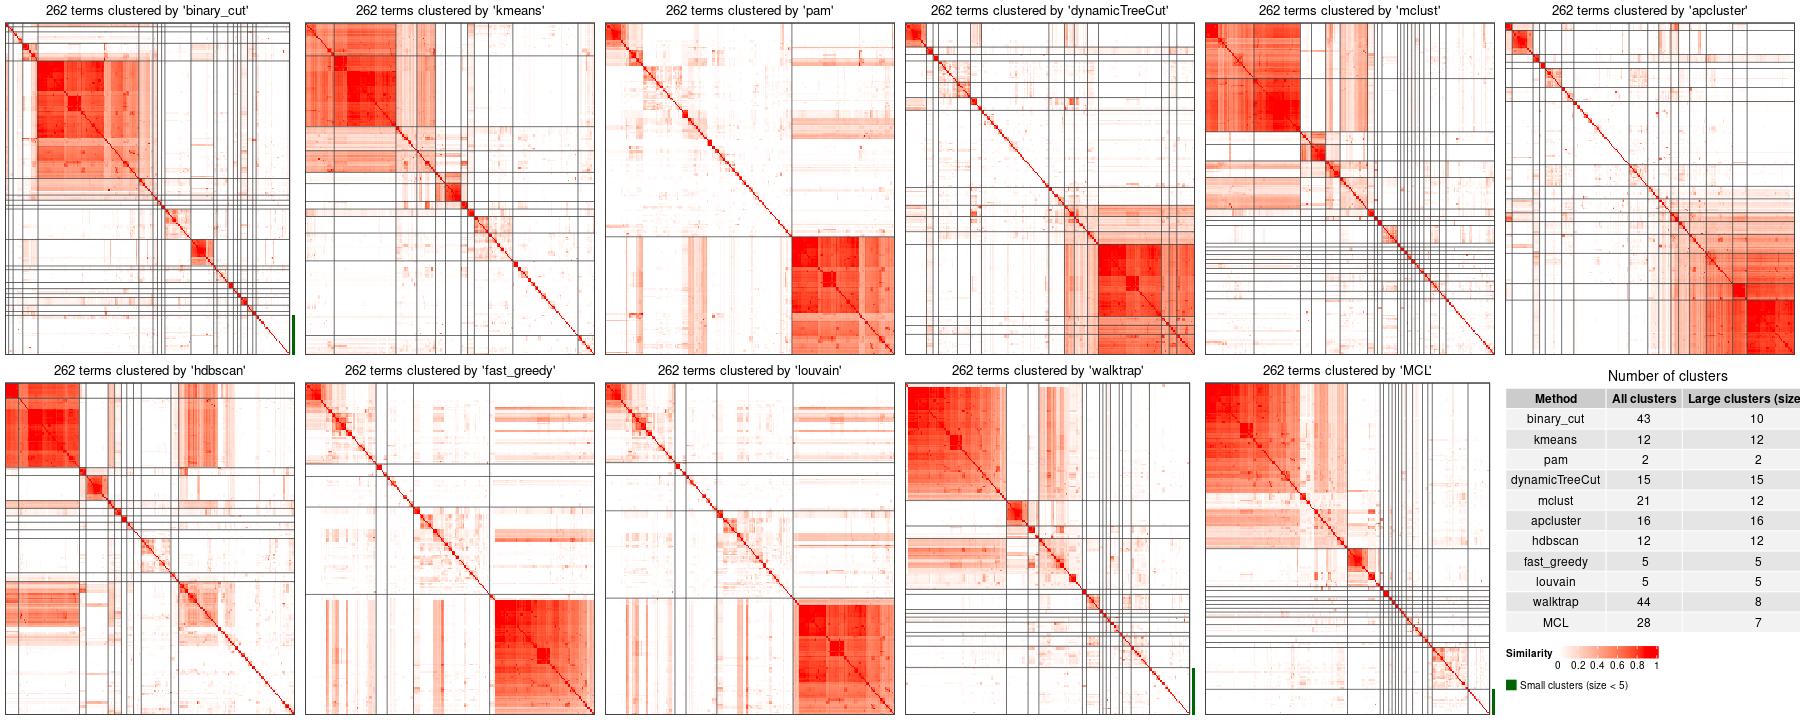 262 terms clustered by 'binary_cut'
262 terms clustered by 'kmeans'
262 terms clustered by 'pam'
262 terms clustered by 'dynamicTreeCut'
262 terms clustered by 'mclust'
262 terms clustered by 'apcluster'
262 terms clustered by 'hdbscan'
262 terms clustered by 'fast_greedy'
262 terms clustered by 'louvain'
262 terms clustered by 'walktrap'
262 terms clustered by 'MCL'
Number of clusters
Method All clusters Large clusters (size
binary_cut 43 10
kmeans 12 12
pam 2 2
dynamicTreeCut 15 15
mclust 21 12
apcluster 16 16
hdbscan 12 12
fast_greedy 5 5
louvain 5 5
walktrap 44 8
MCL 28 7
Similarity
0 0.2 0.4 0.6 0.8 1
Small clusters (size < 5)